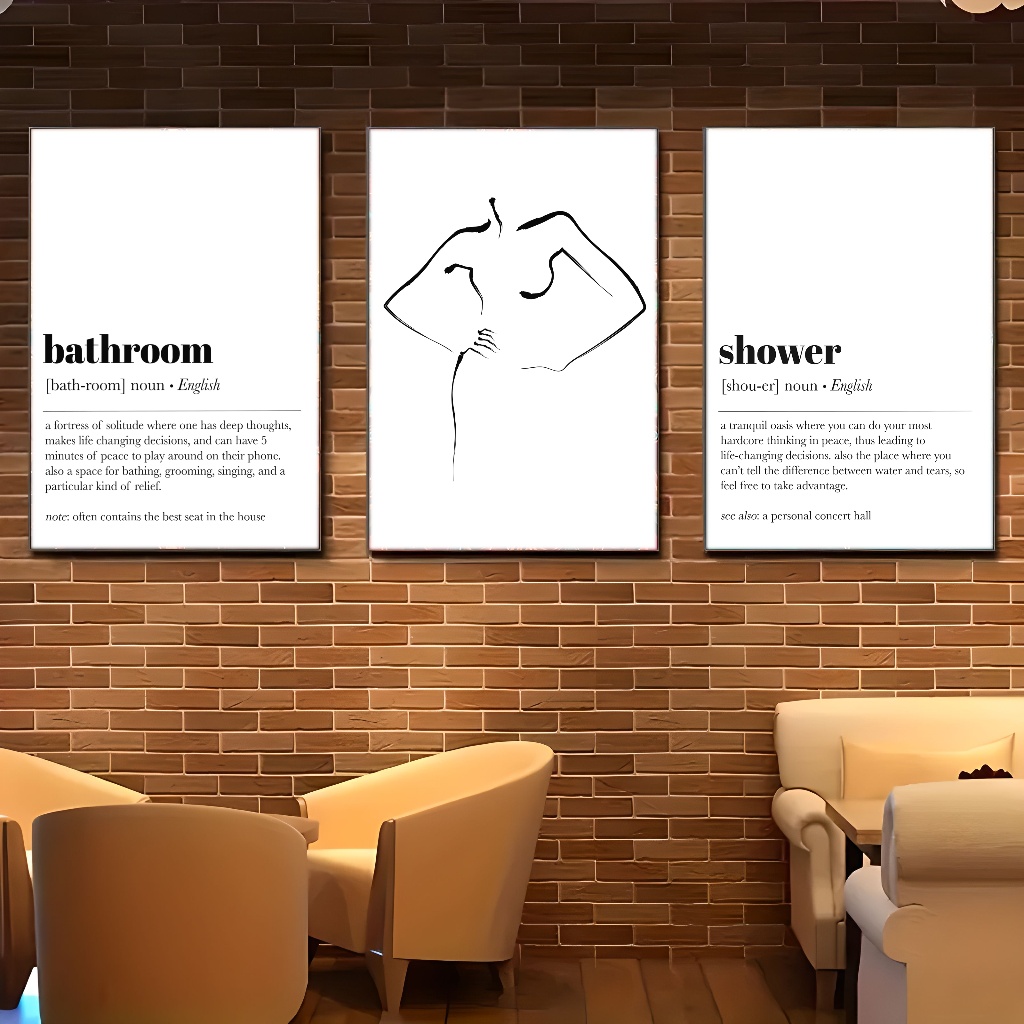 bathroom
[bath-room] noun • English
a fortress of solitude where one has deep thoughts,
makes life changing decisions, and can have 5
minutes of peace to play around on their phone.
also a space for bathing, grooming, singing, and a
particular kind of relief.
note: often contains the best seat in the house
shower
[shou-er] noun • English
a tranquil oasis where you can do your most
hardcore thinking in peace, thus leading to
life-changing decisions. also the place where you
can't tell the difference between water and tears, so
feel free to take advantage.
see also: a personal concert hall